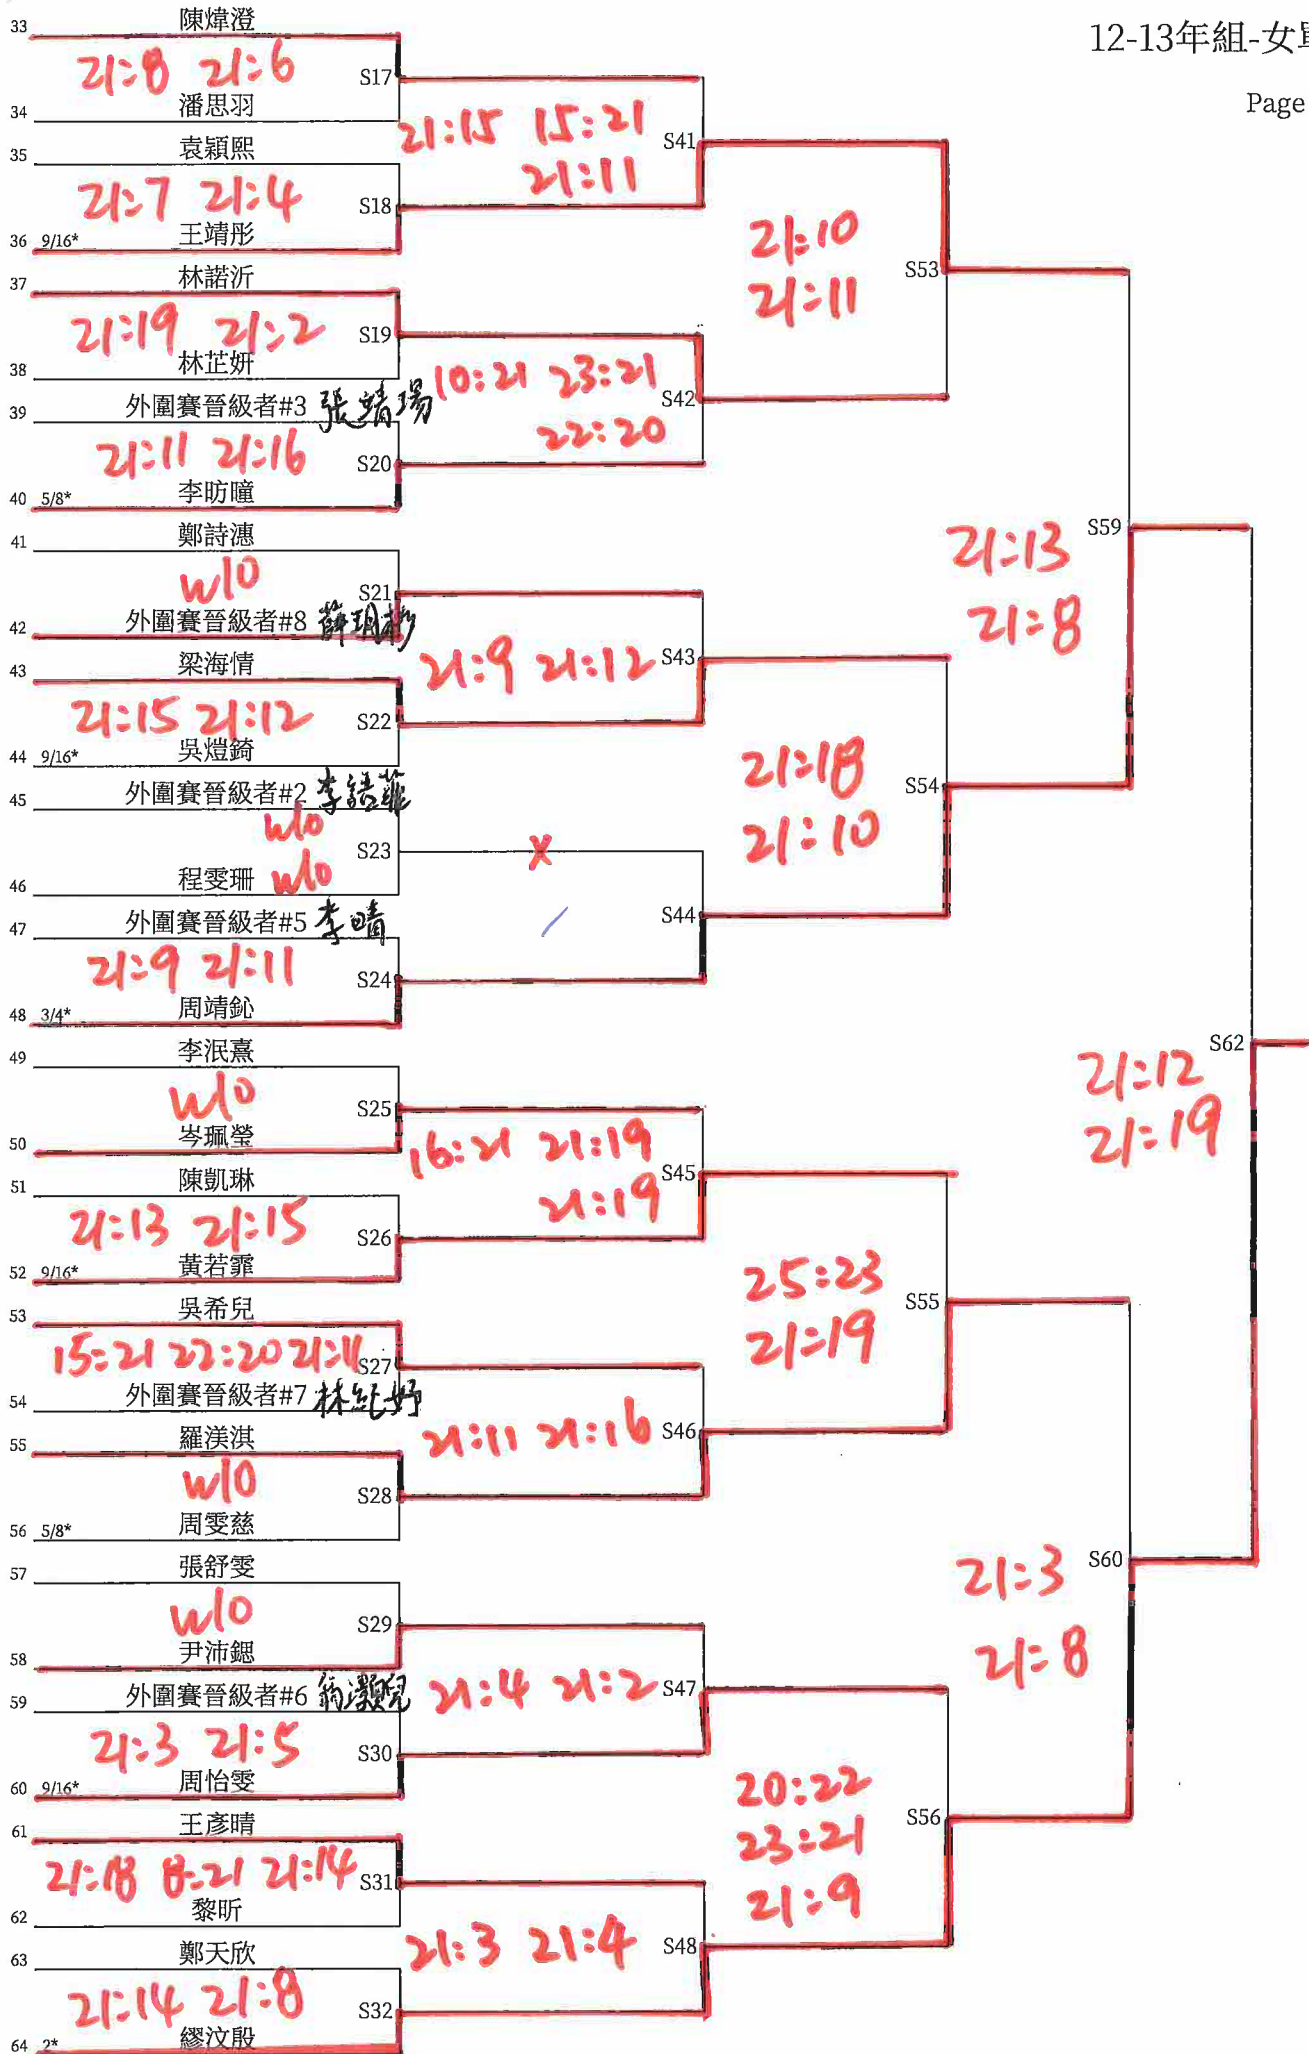 12-13年組-女單
Page
33 陳煒澄
21:8 21:6 S17
34 潘思羽
21:15 15:21
21:11 S41
35 袁穎熙
21:7 21:4 S18
36 9/16* 王靖彤
21:10
21:11 S53
37 林諾沂
21:19 21:2 S19
38 林芷妍
10:21 23:21
22:20 S42
39 外圍賽晉級者#3 張靖瑒
21:11 21:16 S20
40 5/8* 李昉瞳
21:13
21:8 S59
41 鄭詩漶
w/o S21
42 外圍賽晉級者#8
21:9 21:12 S43
43 梁海情
21:15 21:12 S22
44 9/16* 吳熤錡
21:18
21:10 S54
45 外圍賽晉級者#2 李語菲
w/o S23
46 程雯珊 w/o
x
S44
47 外圍賽晉級者#5 李晴
21:9 21:11 S24
48 3/4* 周靖鈊
21:12
21:19 S62
49 李泯熹
w/o S25
50 岑珮瑩
16:21 21:19
21:19 S45
51 陳凱琳
21:13 21:15 S26
52 9/16* 黃若霏
25:23
21:19 S55
53 吳希兒
15:21 22:20 21:11 S27
54 外圍賽晉級者#7 林紀妤
21:11 21:16 S46
55 羅渼淇
w/o S28
56 5/8* 周雯慈
21:3
21:8 S60
57 張舒雯
w/o S29
58 尹沛鍶
21:4 21:2 S47
59 外圍賽晉級者#6 翁灝兒
21:3 21:5 S30
60 9/16* 周怡雯
20:22
23:21
21:9 S56
61 王彥晴
21:18 8:21 21:14 S31
62 黎昕
21:3 21:4 S48
63 鄭天欣
21:14 21:8 S32
64 2* 繆汶殷